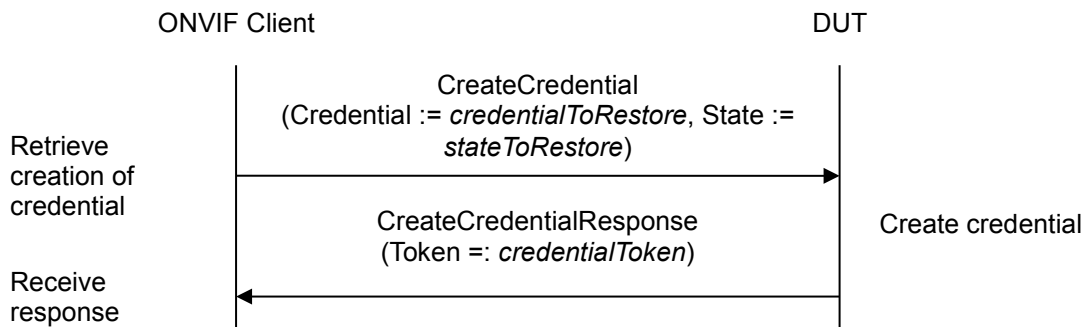 ONVIF Client
DUT
CreateCredential
(Credential := credentialToRestore, State :=
stateToRestore)
Retrieve
creation of
credential
CreateCredentialResponse
(Token =: credentialToken)
Create credential
Receive
response